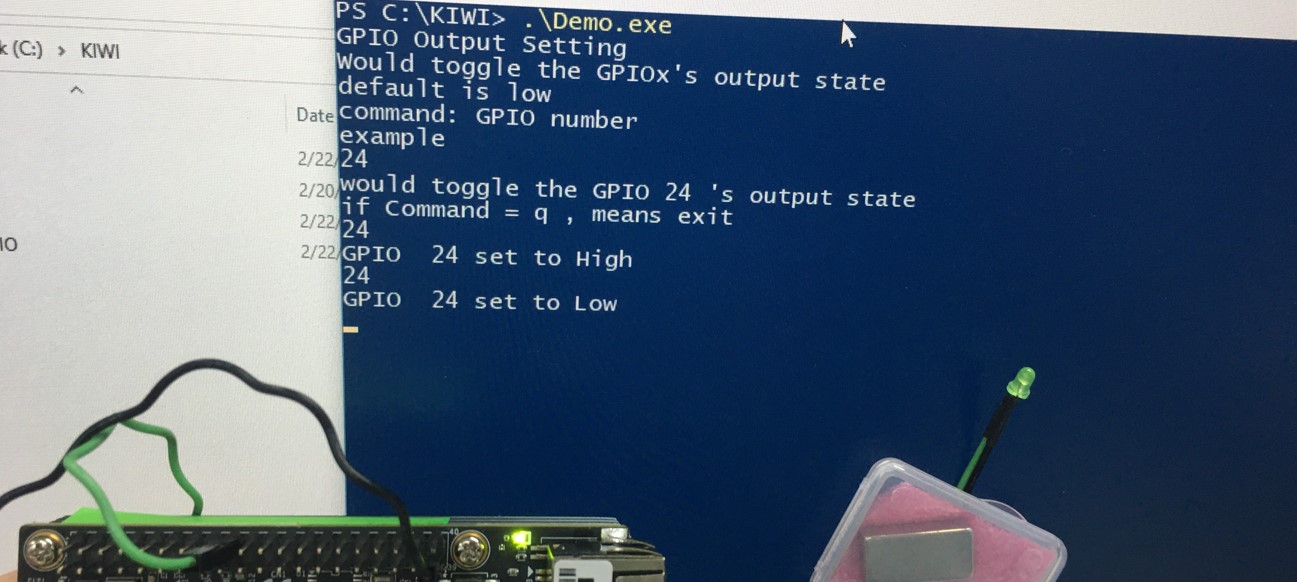 k (C:) > KIWI
Date
2/22/
2/20/
2/22/
2/22/
IO
PS C:\KIWI> .\Demo.exe
GPIO Output Setting
Would toggle the GPIOx's output state
default is low
command: GPIO number
example
24
would toggle the GPIO 24 's output state
if Command = q , means exit
24
GPIO  24 set to High
24
GPIO  24 set to Low
40
39